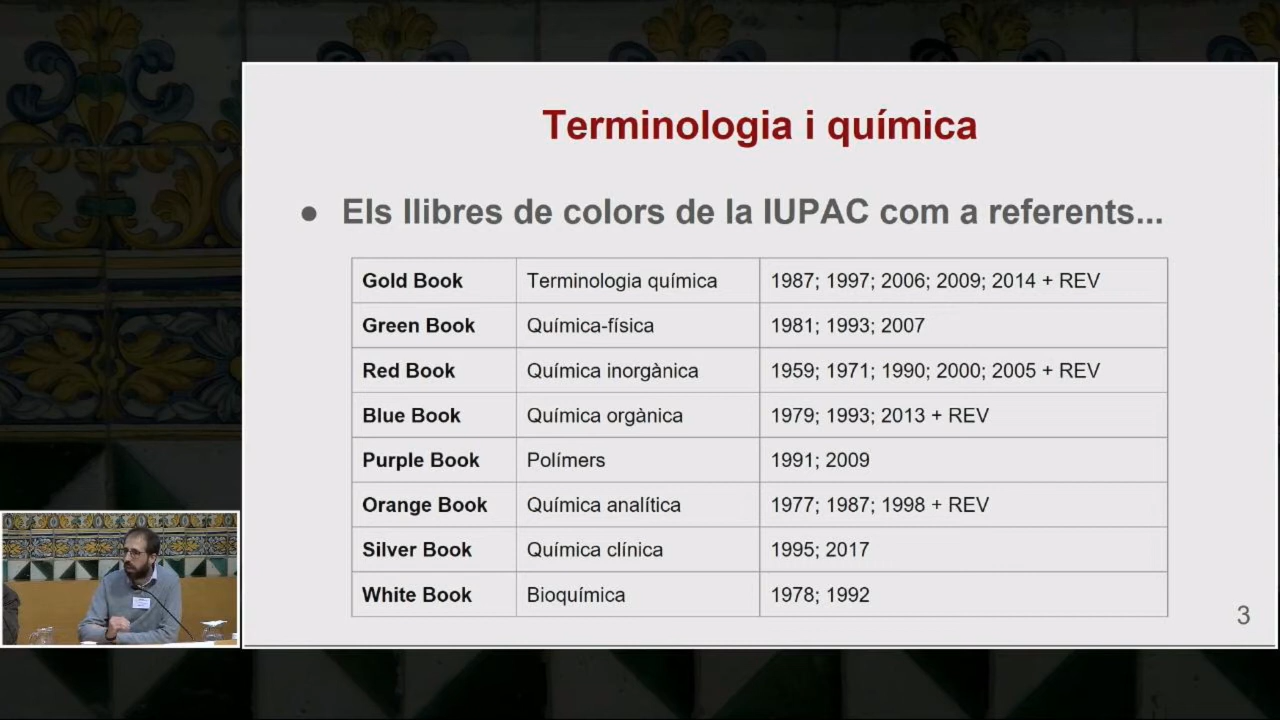 Terminologia i química
● Els llibres de colors de la IUPAC com a referents...
Gold Book Terminologia química 1987; 1997; 2006; 2009; 2014 + REV
Green Book Química-física 1981; 1993; 2007
Red Book Química inorgànica 1959; 1971; 1990; 2000; 2005 + REV
Blue Book Química orgànica 1979; 1993; 2013 + REV
Purple Book Polímers 1991; 2009
Orange Book Química analítica 1977; 1987; 1998 + REV
Silver Book Química clínica 1995; 2017
White Book Bioquímica 1978; 1992
3